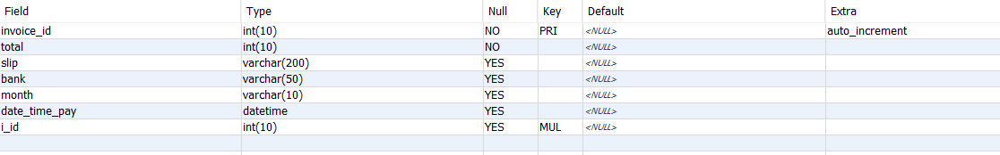 Field Type Null Key Default Extra
invoice_id int(10) NO PRI <NULL> auto_increment
total int(10) NO <NULL>
slip varchar(200) YES <NULL>
bank varchar(50) YES <NULL>
month varchar(10) YES <NULL>
date_time_pay datetime YES <NULL>
i_id int(10) YES MUL <NULL>